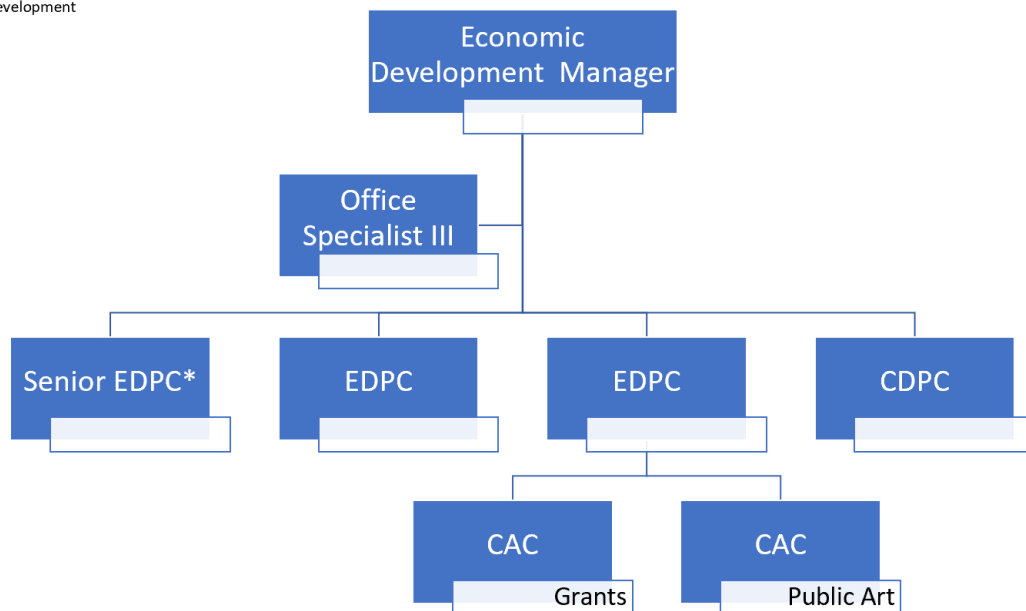 evelopment
Economic
Development Manager
Office
Specialist III
Senior EDPC*
EDPC
EDPC
CDPC
CAC
CAC
Grants
Public Art